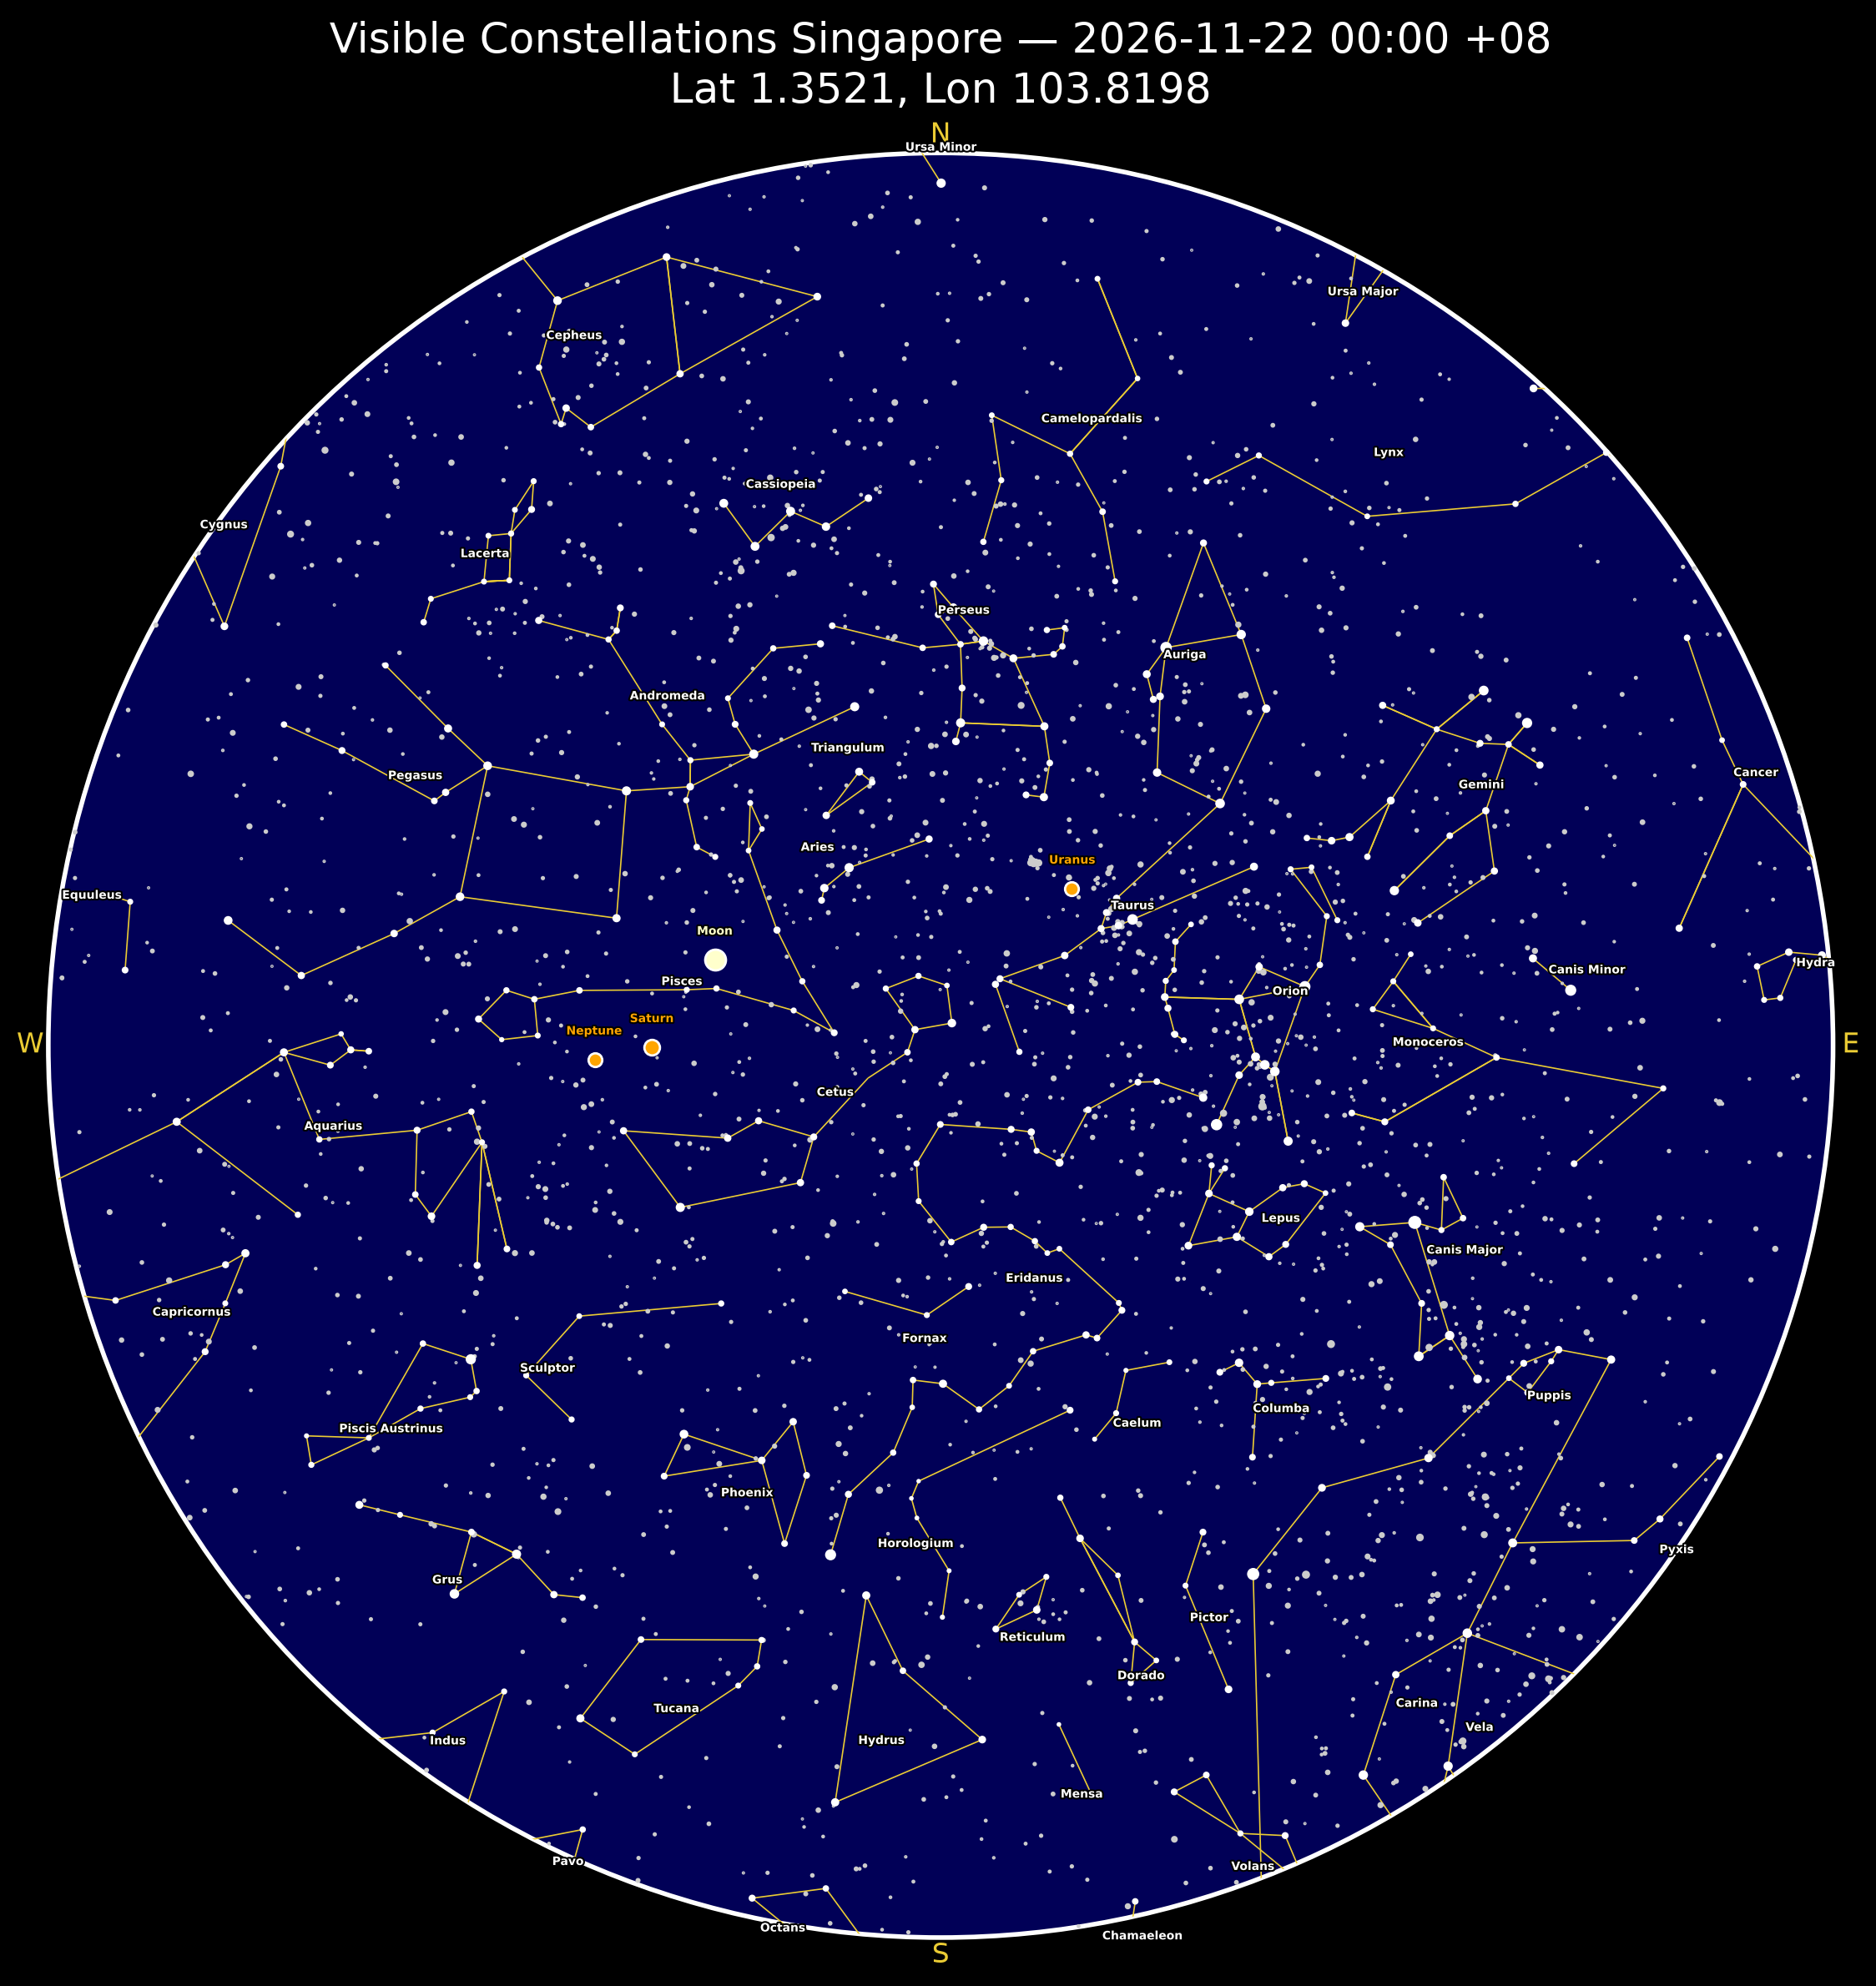 Visible Constellations Singapore — 2026-11-22 00:00 +08
Lat 1.3521, Lon 103.8198
N
Ursa Minor
Ursa Major
Cepheus
Camelopardalis
Lynx
Cassiopeia
Cygnus
Lacerta
Perseus
Auriga
Andromeda
Triangulum
Pegasus
Cancer
Gemini
Aries
Uranus
Equuleus
Taurus
Moon
Hydra
Canis Minor
Pisces
Orion
Saturn
Neptune
W
Monoceros
E
Cetus
Aquarius
Lepus
Canis Major
Eridanus
Capricornus
Fornax
Sculptor
Puppis
Columba
Caelum
Piscis Austrinus
Phoenix
Horologium
Pyxis
Grus
Pictor
Reticulum
Dorado
Carina
Tucana
Vela
Indus
Hydrus
Mensa
Pavo
Volans
Octans
Chamaeleon
S